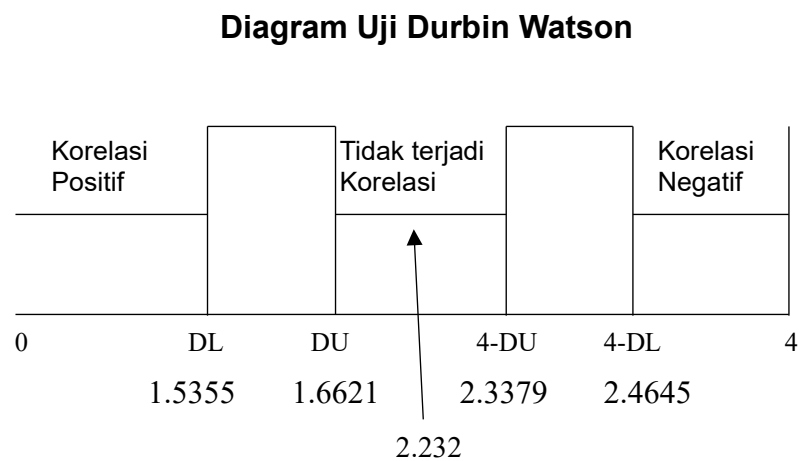 Diagram Uji Durbin Watson
Korelasi
Positif
Tidak terjadi
Korelasi
Korelasi
Negatif
0 DL DU 4-DU 4-DL 4
1.5355 1.6621 2.3379 2.4645
2.232